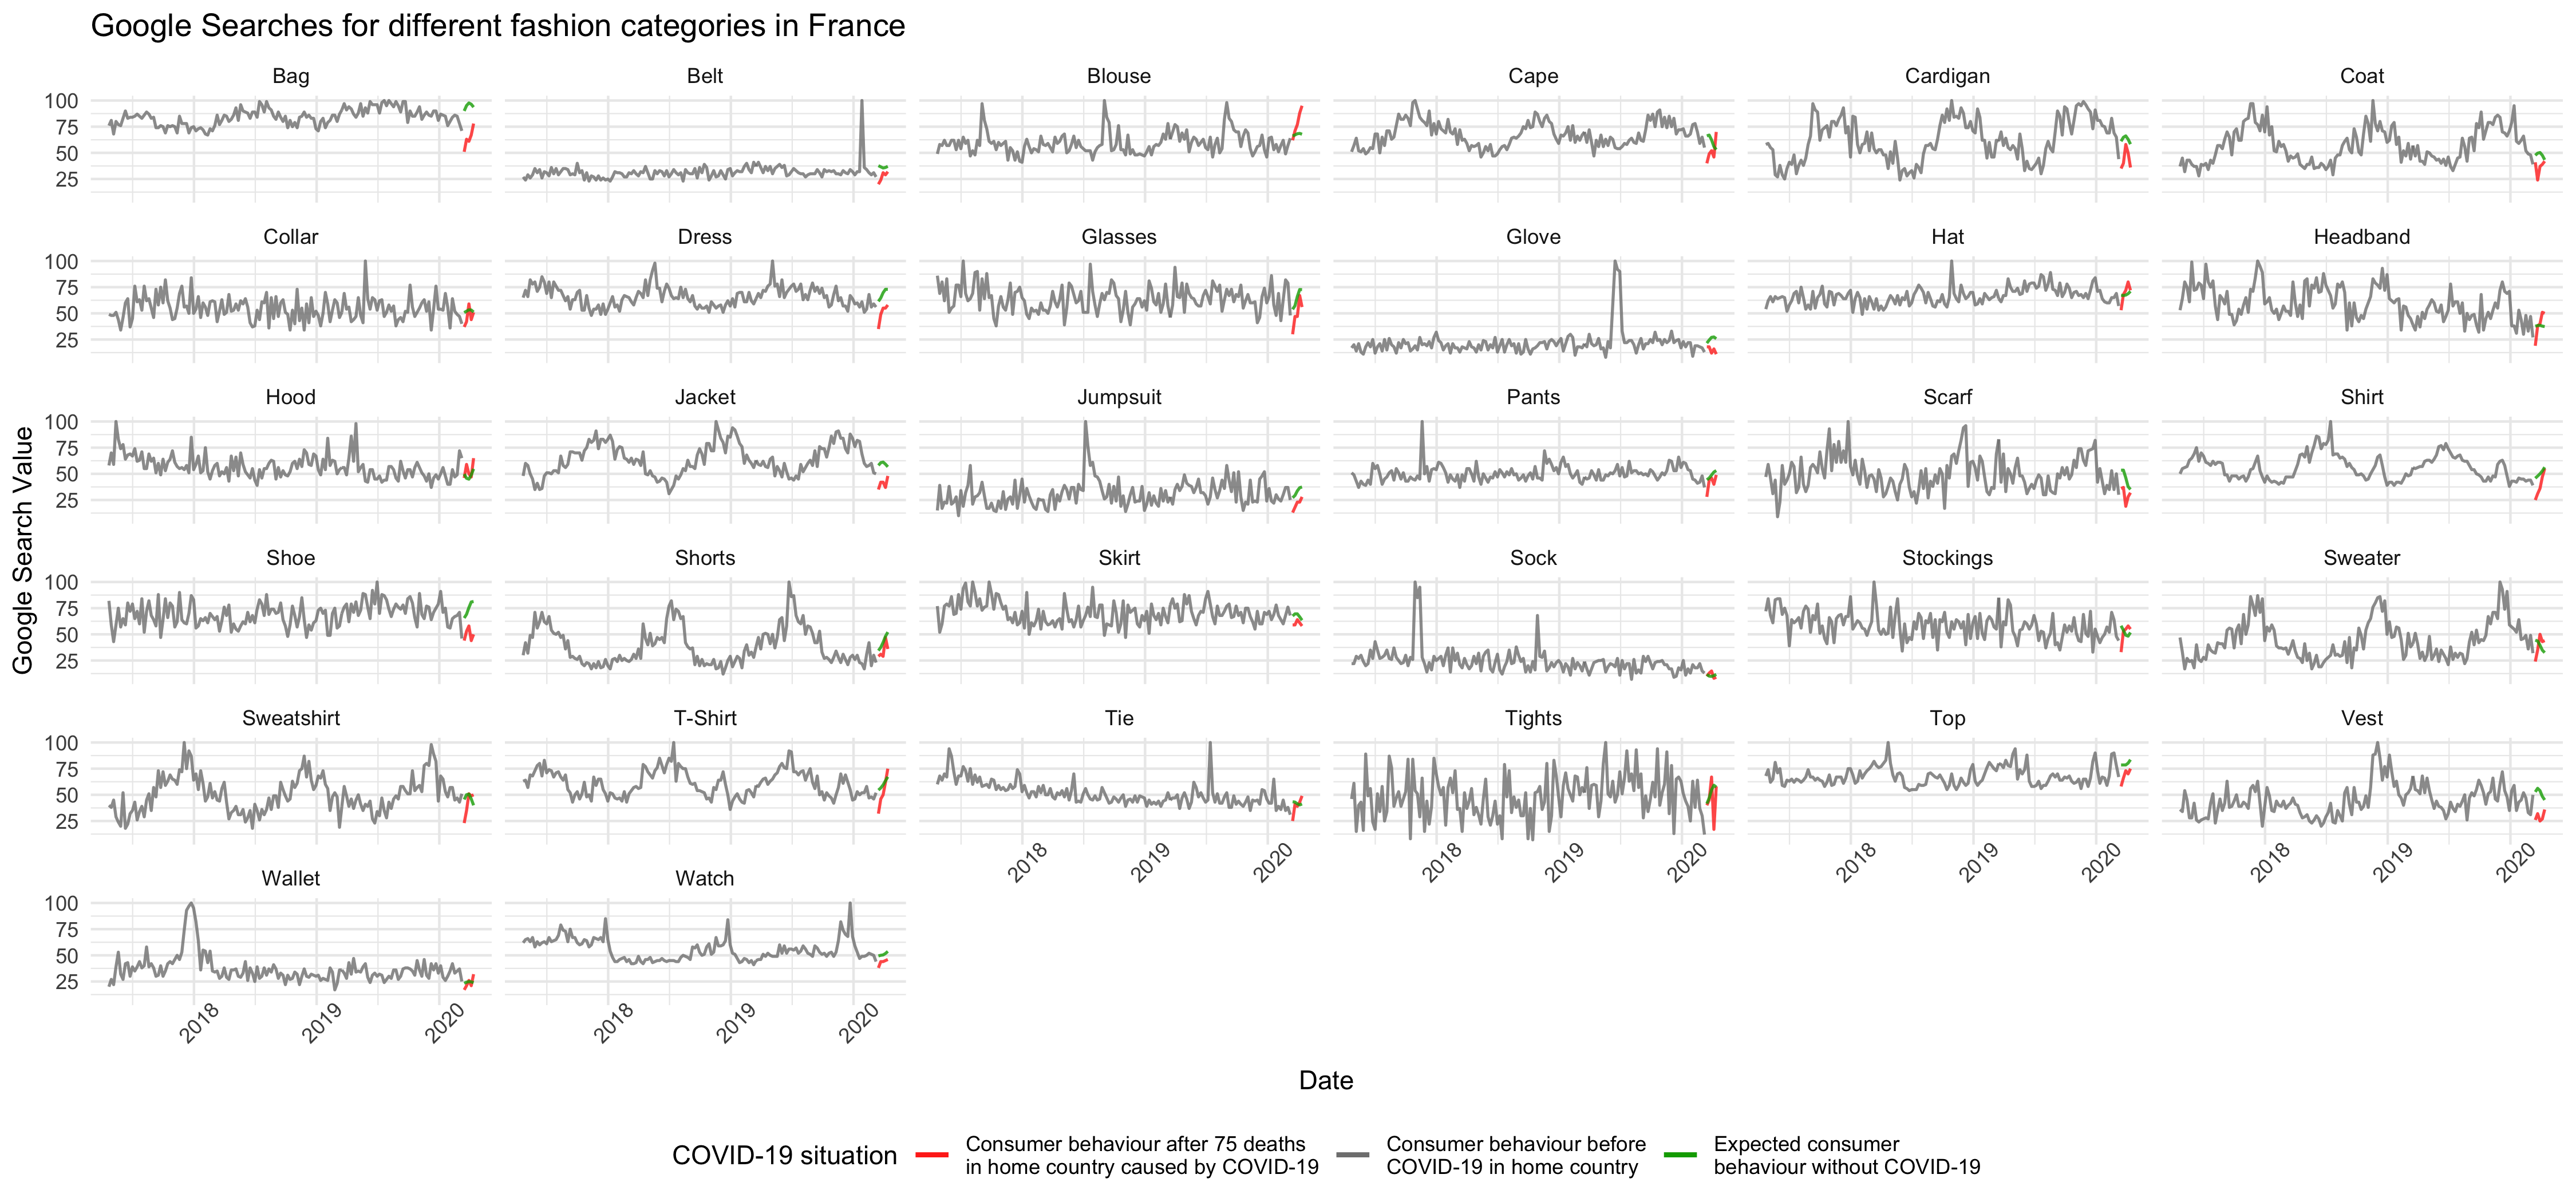 Google Searches for different fashion categories in France
Bag Belt Blouse Cape Cardigan Coat
100
75
50
25
Collar Dress Glasses Glove Hat Headband
100
75
50
25
Hood Jacket Jumpsuit Pants Scarf Shirt
100
75
50
25
Shoe Shorts Skirt Sock Stockings Sweater
100
75
50
25
Sweatshirt T-Shirt Tie Tights Top Vest
100
75
50
25
2018 2019 2020 2018 2019 2020 2018 2019 2020 2018 2019 2020
Wallet Watch
100
75
50
25
2018 2019 2020 2018 2019 2020
Google Search Value
Date
COVID-19 situation
Consumer behaviour after 75 deaths
in home country caused by COVID-19
Consumer behaviour before
COVID-19 in home country
Expected consumer
behaviour without COVID-19